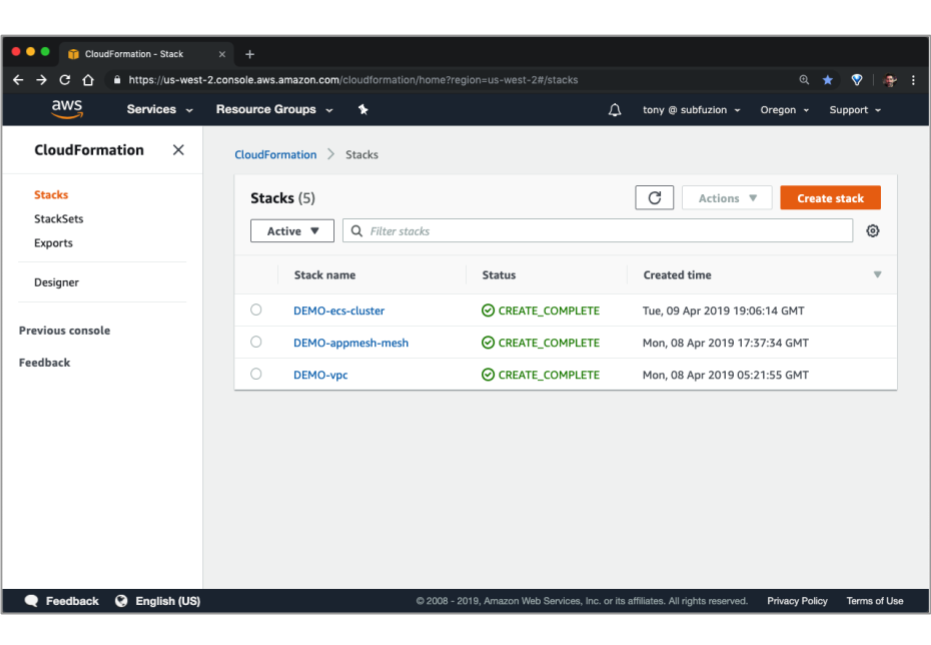 CloudFormation - Stack
https://us-west-2.console.aws.amazon.com/cloudformation/home?region=us-west-2#/stacks
aws Services Resource Groups tony @ subfuzion Oregon Support
CloudFormation
CloudFormation > Stacks
Stacks
StackSets
Exports
Designer
Previous console
Feedback
Stacks (5) Actions Create stack
Active Filter stacks
Stack name Status Created time
DEMO-ecs-cluster CREATE_COMPLETE Tue, 09 Apr 2019 19:06:14 GMT
DEMO-appmesh-mesh CREATE_COMPLETE Mon, 08 Apr 2019 17:37:34 GMT
DEMO-vpc CREATE_COMPLETE Mon, 08 Apr 2019 05:21:55 GMT
Feedback English (US) © 2008 - 2019, Amazon Web Services, Inc. or its affiliates. All rights reserved. Privacy Policy Terms of Use